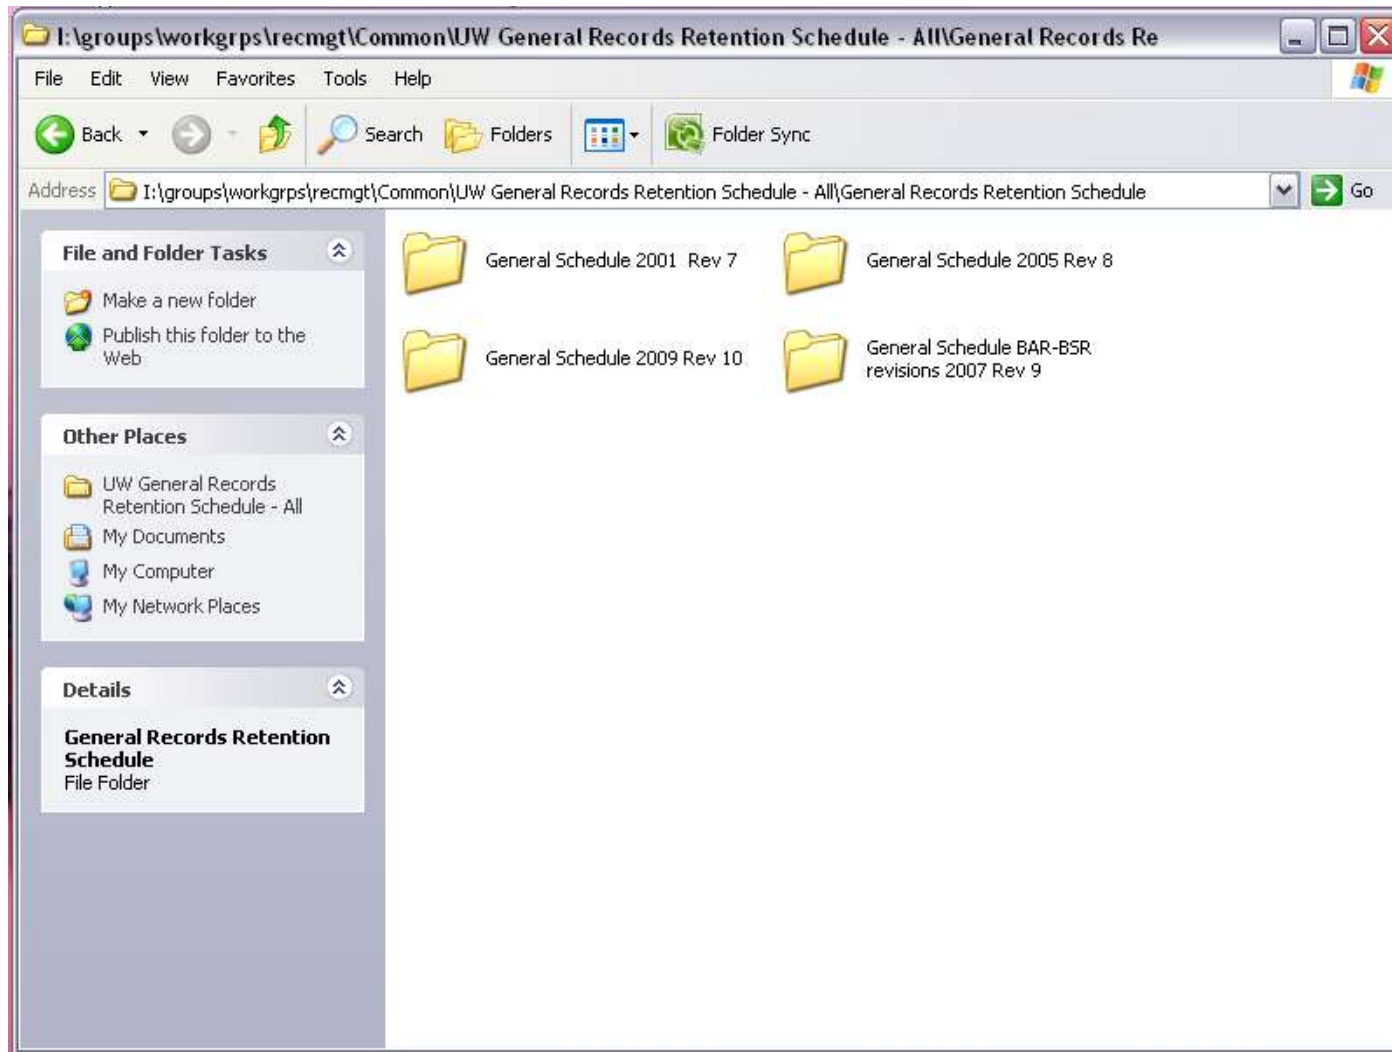 I:\groups\workgrps\recmgt\Common\UW General Records Retention Schedule - All\General Records Re
File Edit View Favorites Tools Help
Back Search Folders Folder Sync
Address I:\groups\workgrps\recmgt\Common\UW General Records Retention Schedule - All\General Records Retention Schedule Go
File and Folder Tasks
Make a new folder
Publish this folder to the
Web
Other Places
UW General Records
Retention Schedule - All
My Documents
My Computer
My Network Places
Details
General Records Retention
Schedule
File Folder
General Schedule 2001 Rev 7
General Schedule 2005 Rev 8
General Schedule 2009 Rev 10
General Schedule BAR-BSR
revisions 2007 Rev 9